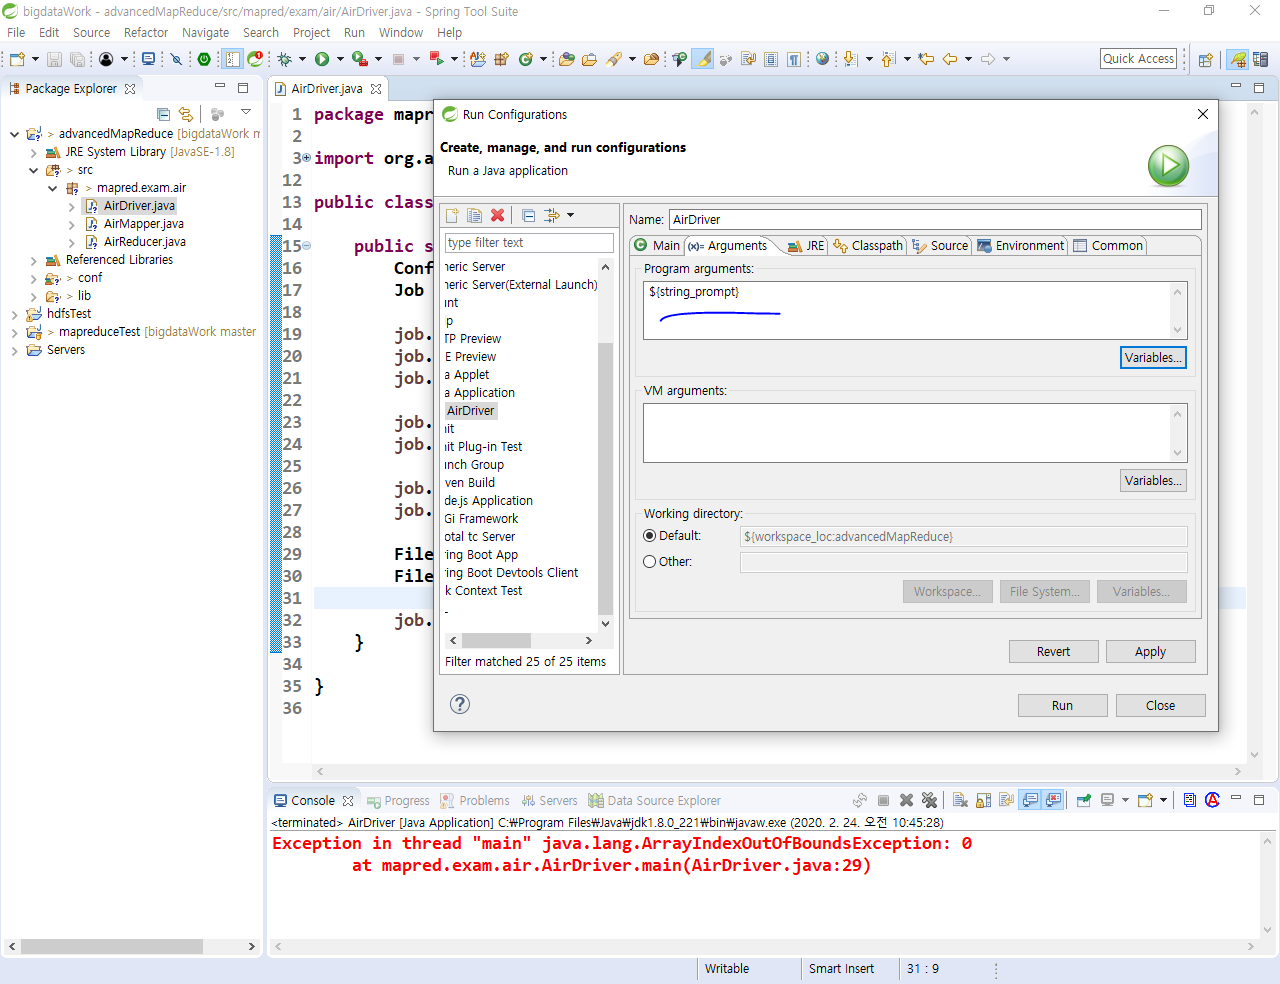 bigdataWork - advancedMapReduce/src/mapred/exam/air/AirDriver.java - Spring Tool Suite
File Edit Source Refactor Navigate Search Project Run Window Help
Quick Access
Package Explorer
> advancedMapReduce [bigdataWork m
JRE System Library [JavaSE-1.8]
> src
> mapred.exam.air
AirDriver.java
AirMapper.java
AirReducer.java
Referenced Libraries
> conf
> lib
hdfsTest
> mapreduceTest [bigdataWork master
Servers
AirDriver.java
1 package mapr
2
3 import org.a
12
13 public class
14
15 public s
16 Conf
17 Job
18
19 job.
20 job.
21 job.
22
23 job.
24 job.
25
26 job.
27 job.
28
29 File
30 File
31
32 job.
33 }
34
35 }
36
Run Configurations
Create, manage, and run configurations
Run a Java application
type filter text
neric Server
neric Server(External Launch)
nt
p
TP Preview
E Preview
a Applet
a Application
AirDriver
it
it Plug-in Test
nch Group
ven Build
de.js Application
Gi Framework
otal tc Server
ing Boot App
ing Boot Devtools Client
k Context Test
Filter matched 25 of 25 items
Name: AirDriver
Main (x)= Arguments JRE Classpath Source Environment Common
Program arguments:
${string_prompt}
Variables...
VM arguments:
Variables...
Working directory:
Default: ${workspace_loc:advancedMapReduce}
Other:
Workspace... File System... Variables...
Revert Apply
Run Close
Console Progress Problems Servers Data Source Explorer
<terminated> AirDriver [Java Application] C:₩Program Files₩Java₩jdk1.8.0_221₩bin₩javaw.exe (2020. 2. 24. 오전 10:45:28)
Exception in thread "main" java.lang.ArrayIndexOutOfBoundsException: 0
at mapred.exam.air.AirDriver.main(AirDriver.java:29)
Writable Smart Insert 31 : 9